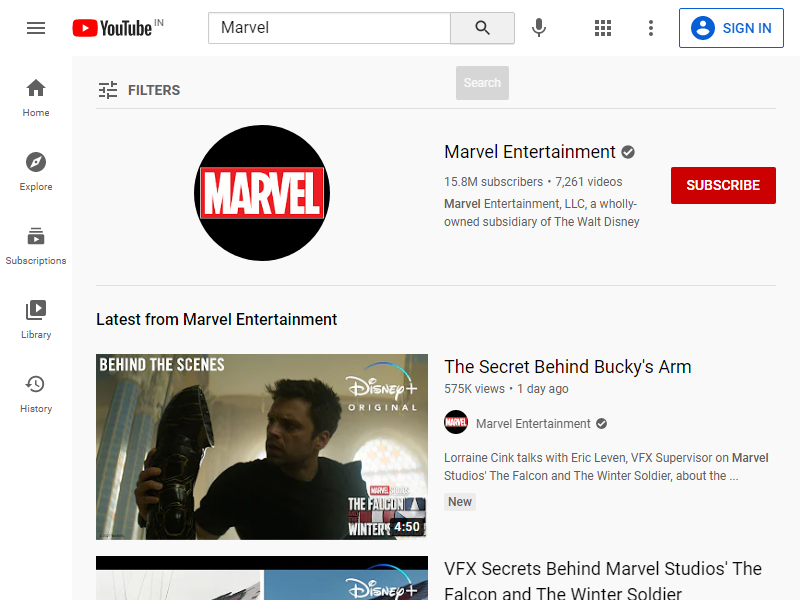 YouTube IN
Marvel
SIGN IN
Home
Explore
Subscriptions
Library
History
FILTERS
Search
MARVEL
Marvel Entertainment
15.8M subscribers • 7,261 videos
Marvel Entertainment, LLC, a wholly-
owned subsidiary of The Walt Disney
SUBSCRIBE
Latest from Marvel Entertainment
BEHIND THE SCENES
Disney+
ORIGINAL
MARVEL STUDIOS
THE FALCON
WINTER
4:50
The Secret Behind Bucky's Arm
575K views • 1 day ago
MARVEL
Marvel Entertainment
Lorraine Cink talks with Eric Leven, VFX Supervisor on Marvel
Studios' The Falcon and The Winter Soldier, about the ...
New
Disney+
VFX Secrets Behind Marvel Studios' The
Falcon and The Winter Soldier